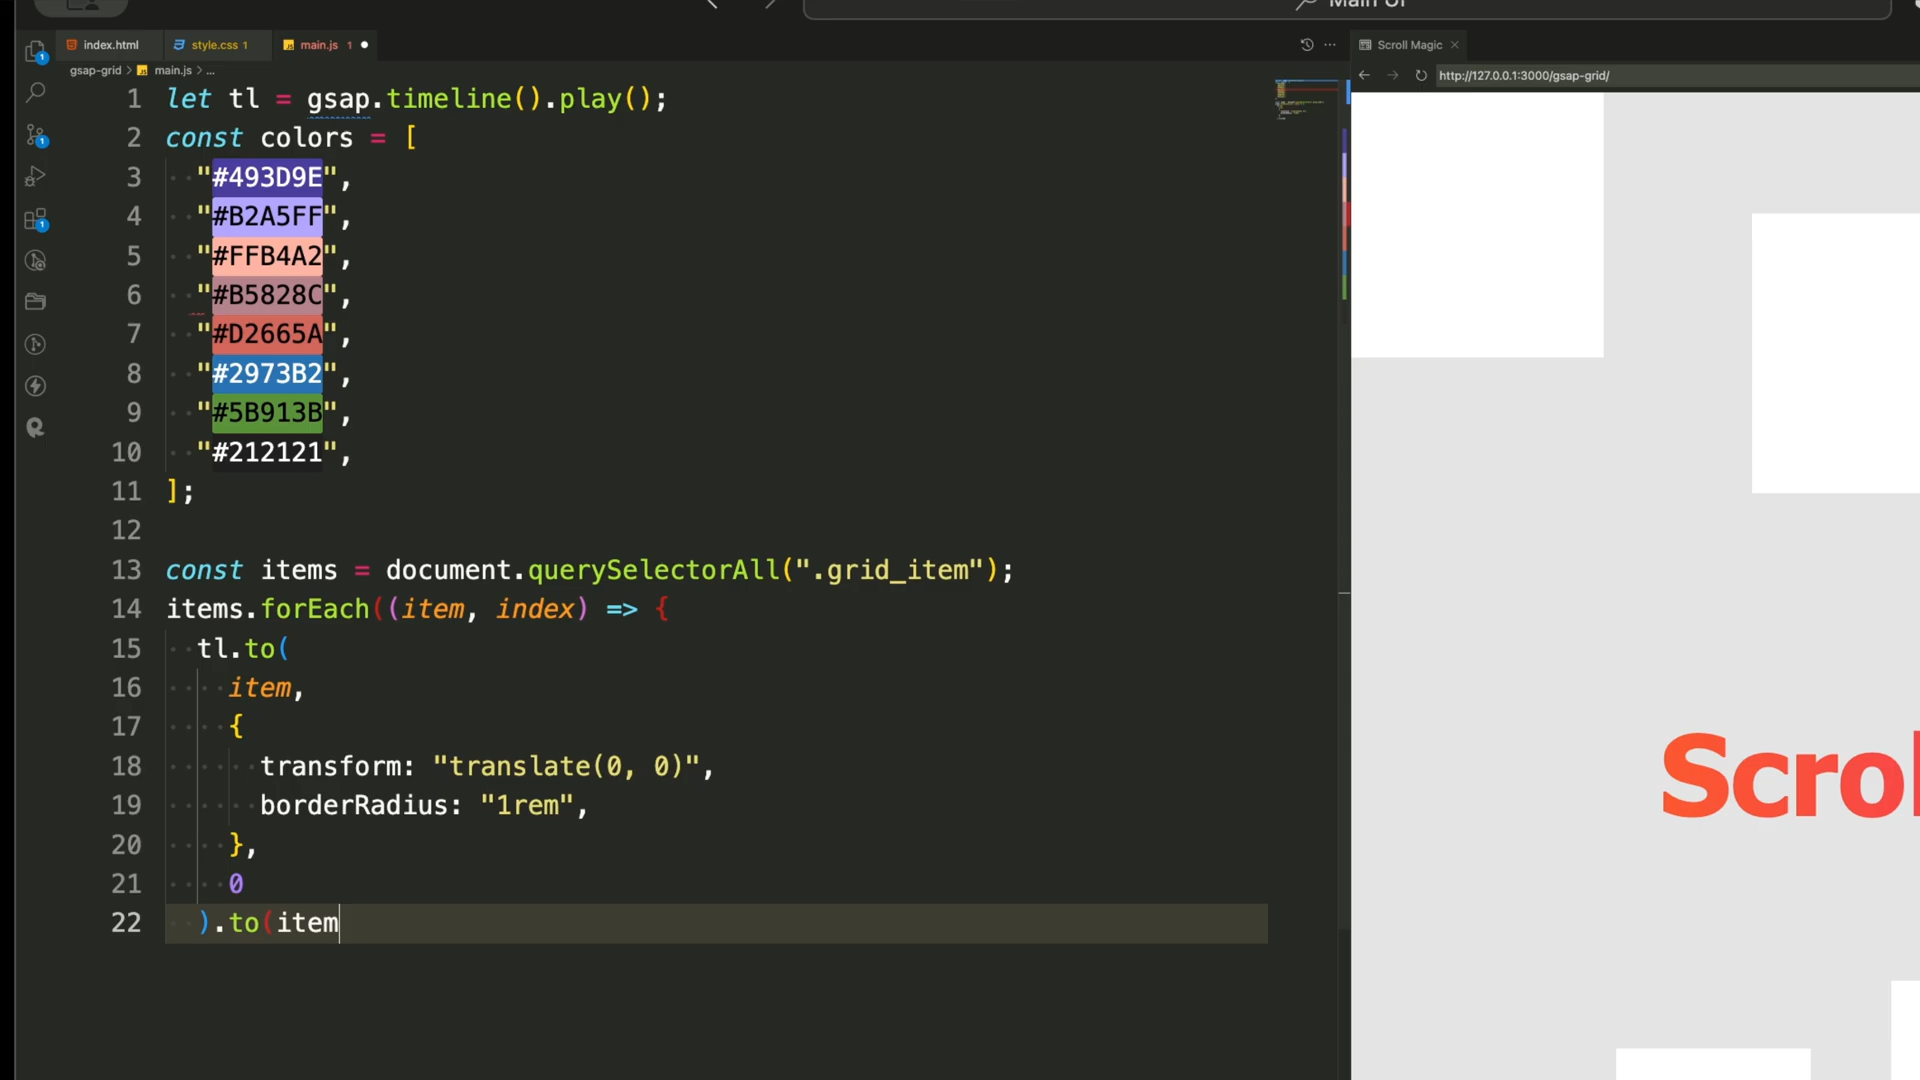 index.html
style.css 1
main.js 1
Scroll Magic
gsap-grid > main.js > ...
http://127.0.0.1:3000/gsap-grid/
1 let tl = gsap.timeline().play();
2 const colors = [
3 "#493D9E",
4 "#B2A5FF",
5 "#FFB4A2",
6 "#B5828C",
7 "#D2665A",
8 "#2973B2",
9 "#5B913B",
10 "#212121",
11 ];
12
13 const items = document.querySelectorAll(".grid_item");
14 items.forEach((item, index) => {
15 tl.to(
16 item,
17 {
18 transform: "translate(0, 0)",
19 borderRadius: "1rem",
20 },
21 0
22 ).to(item
Scrol